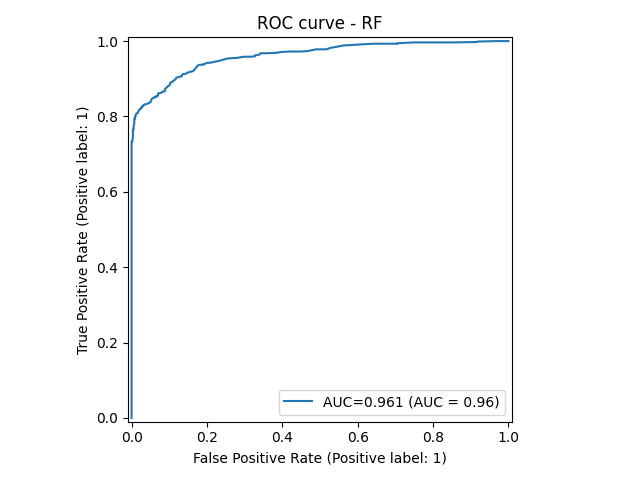 ROC curve - RF
True Positive Rate (Positive label: 1)
1.0
0.8
0.6
0.4
0.2
0.0
AUC=0.961 (AUC = 0.96)
0.0 0.2 0.4 0.6 0.8 1.0
False Positive Rate (Positive label: 1)